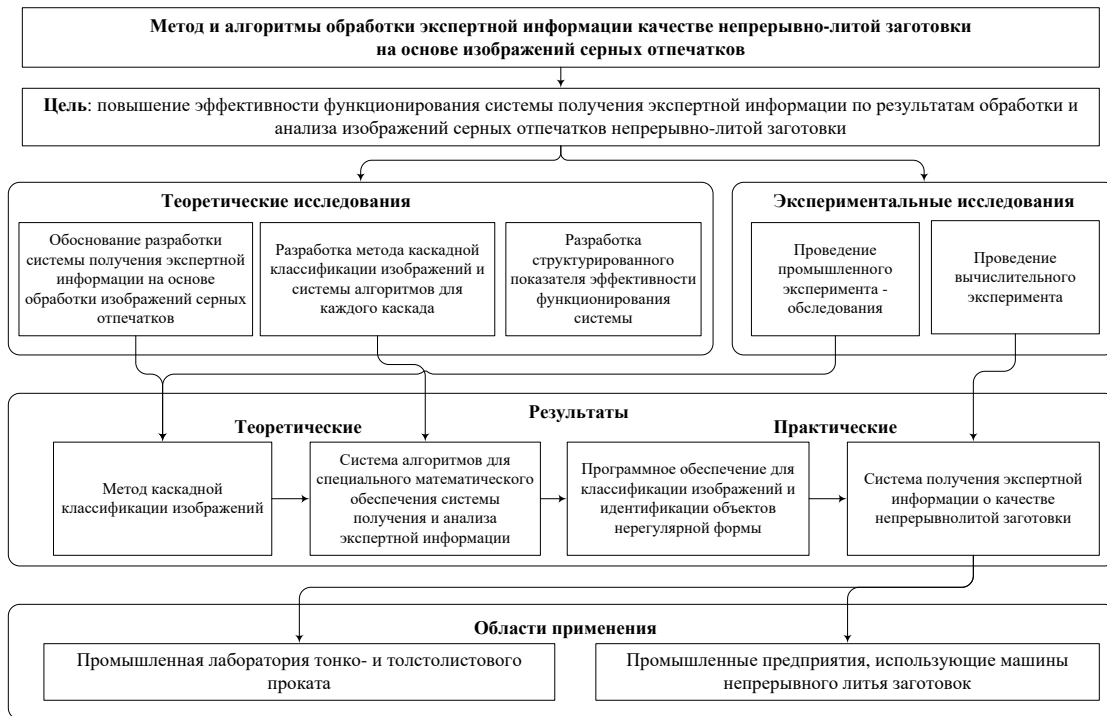 Метод и алгоритмы обработки экспертной информации качестве непрерывно-литой заготовки
на основе изображений серных отпечатков
Цель: повышение эффективности функционирования системы получения экспертной информации по результатам обработки и
анализа изображений серных отпечатков непрерывно-литой заготовки
Теоретические исследования
Обоснование разработки
системы получения экспертной
информации на основе
обработки изображений серных
отпечатков
Разработка метода каскадной
классификации изображений и
системы алгоритмов для
каждого каскада
Разработка
структурированного
показателя эффективности
функционирования
системы
Экспериментальные исследования
Проведение
промышленного
эксперимента -
обследования
Проведение
вычислительного
эксперимента
Результаты
Теоретические
Практические
Метод каскадной
классификации изображений
Система алгоритмов для
специального математического
обеспечения системы
получения и анализа
экспертной информации
Программное обеспечение для
классификации изображений и
идентификации объектов
нерегулярной формы
Система получения экспертной
информации о качестве
непрерывнолитой заготовки
Области применения
Промышленная лаборатория тонко- и толстолистового
проката
Промышленные предприятия, использующие машины
непрерывного литья заготовок